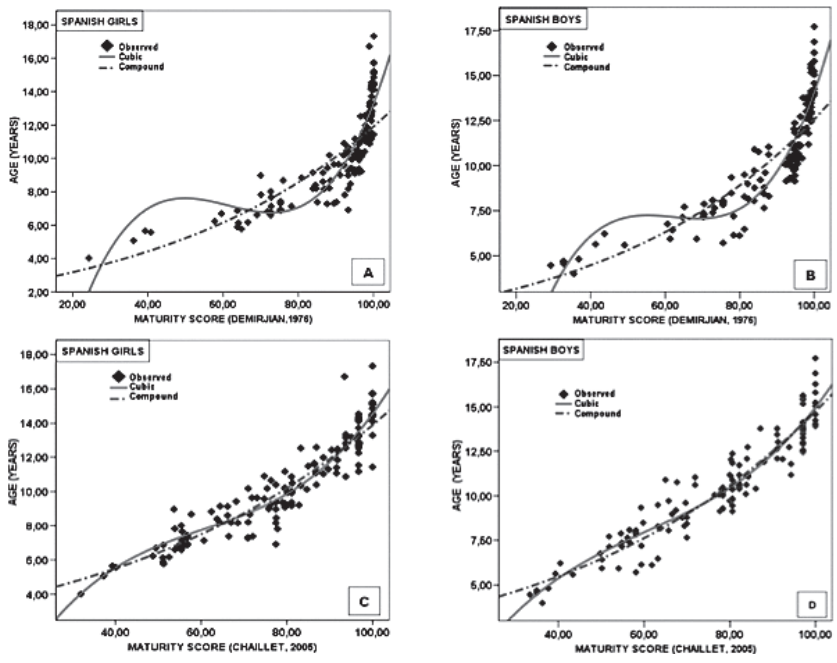 SPANISH GIRLS
Observed
Cubic
Compound
AGE (YEARS)
18,00
16,00
14,00
12,00
10,00
8,00
6,00
4,00
2,00
20,00 40,00 60,00 80,00 100,00
MATURITY SCORE (DEMIRJIAN,1976)
A
SPANISH BOYS
Observed
Cubic
Compound
AGE (YEARS)
17,50
15,00
12,50
10,00
7,50
5,00
20,00 40,00 60,00 80,00 100,00
MATURITY SCORE (DEMIRJIAN,1976)
B
SPANISH GIRLS
Observed
Cubic
Compound
AGE (YEARS)
18,00
16,00
14,00
12,00
10,00
8,00
6,00
4,00
40,00 60,00 80,00 100,00
MATURITY SCORE (CHAILLET, 2005)
C
SPANISH BOYS
Observed
Cubic
Compound
AGE (YEARS)
17,50
15,00
12,50
10,00
7,50
5,00
40,00 60,00 80,00 100,00
MATURITY SCORE (CHAILLET, 2005)
D